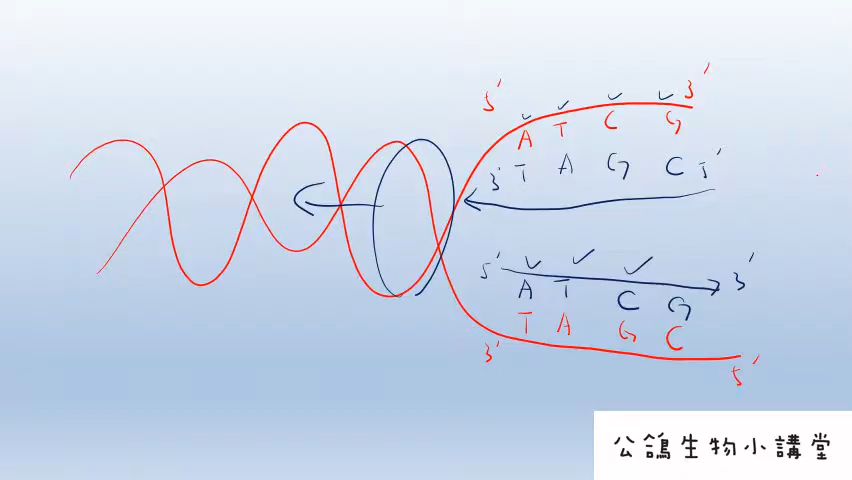 5' 3'
A T C G
3' T A G C 5'
5' A T C G 3'
T A G C
3' 5'
公鴿生物小講堂